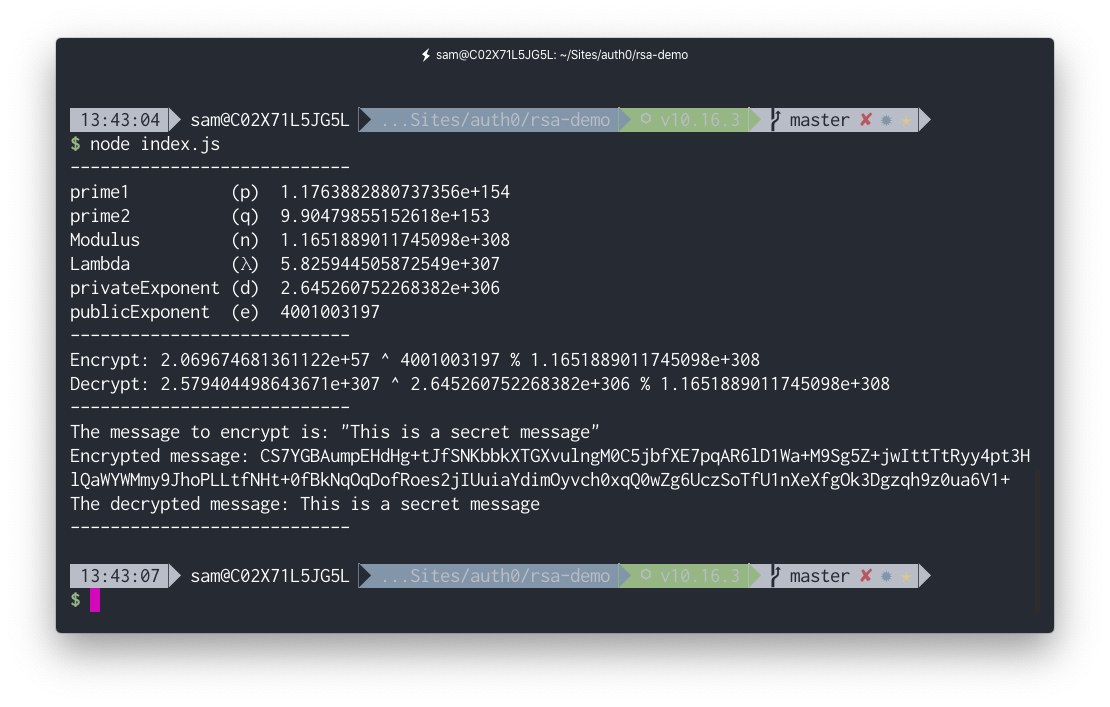 sam@C02X71L5JG5L: ~/Sites/auth0/rsa-demo
13:43:04 sam@C02X71L5JG5L ...Sites/auth0/rsa-demo v10.16.3 master ✘
$ node index.js
----------------------------
prime1 (p) 1.1763882880737356e+154
prime2 (q) 9.90479855152618e+153
Modulus (n) 1.1651889011745098e+308
Lambda (λ) 5.825944505872549e+307
privateExponent (d) 2.645260752268382e+306
publicExponent (e) 4001003197
----------------------------
Encrypt: 2.069674681361122e+57 ^ 4001003197 % 1.1651889011745098e+308
Decrypt: 2.579404498643671e+307 ^ 2.645260752268382e+306 % 1.1651889011745098e+308
----------------------------
The message to encrypt is: "This is a secret message"
Encrypted message: CS7YGBAumpEHdHg+tJfSNKbbkXTGXvulngM0C5jbfXE7pqAR6lD1Wa+M9Sg5Z+jwIttTtRyy4pt3H
lQaWYWMmy9JhoPLLtfNHt+0fBkNqOqDofRoes2jIUuiaYdimOyvch0xqQ0wZg6UczSoTfU1nXeXfgOk3Dgzqh9z0ua6V1+
The decrypted message: This is a secret message
----------------------------
13:43:07 sam@C02X71L5JG5L ...Sites/auth0/rsa-demo v10.16.3 master ✘
$